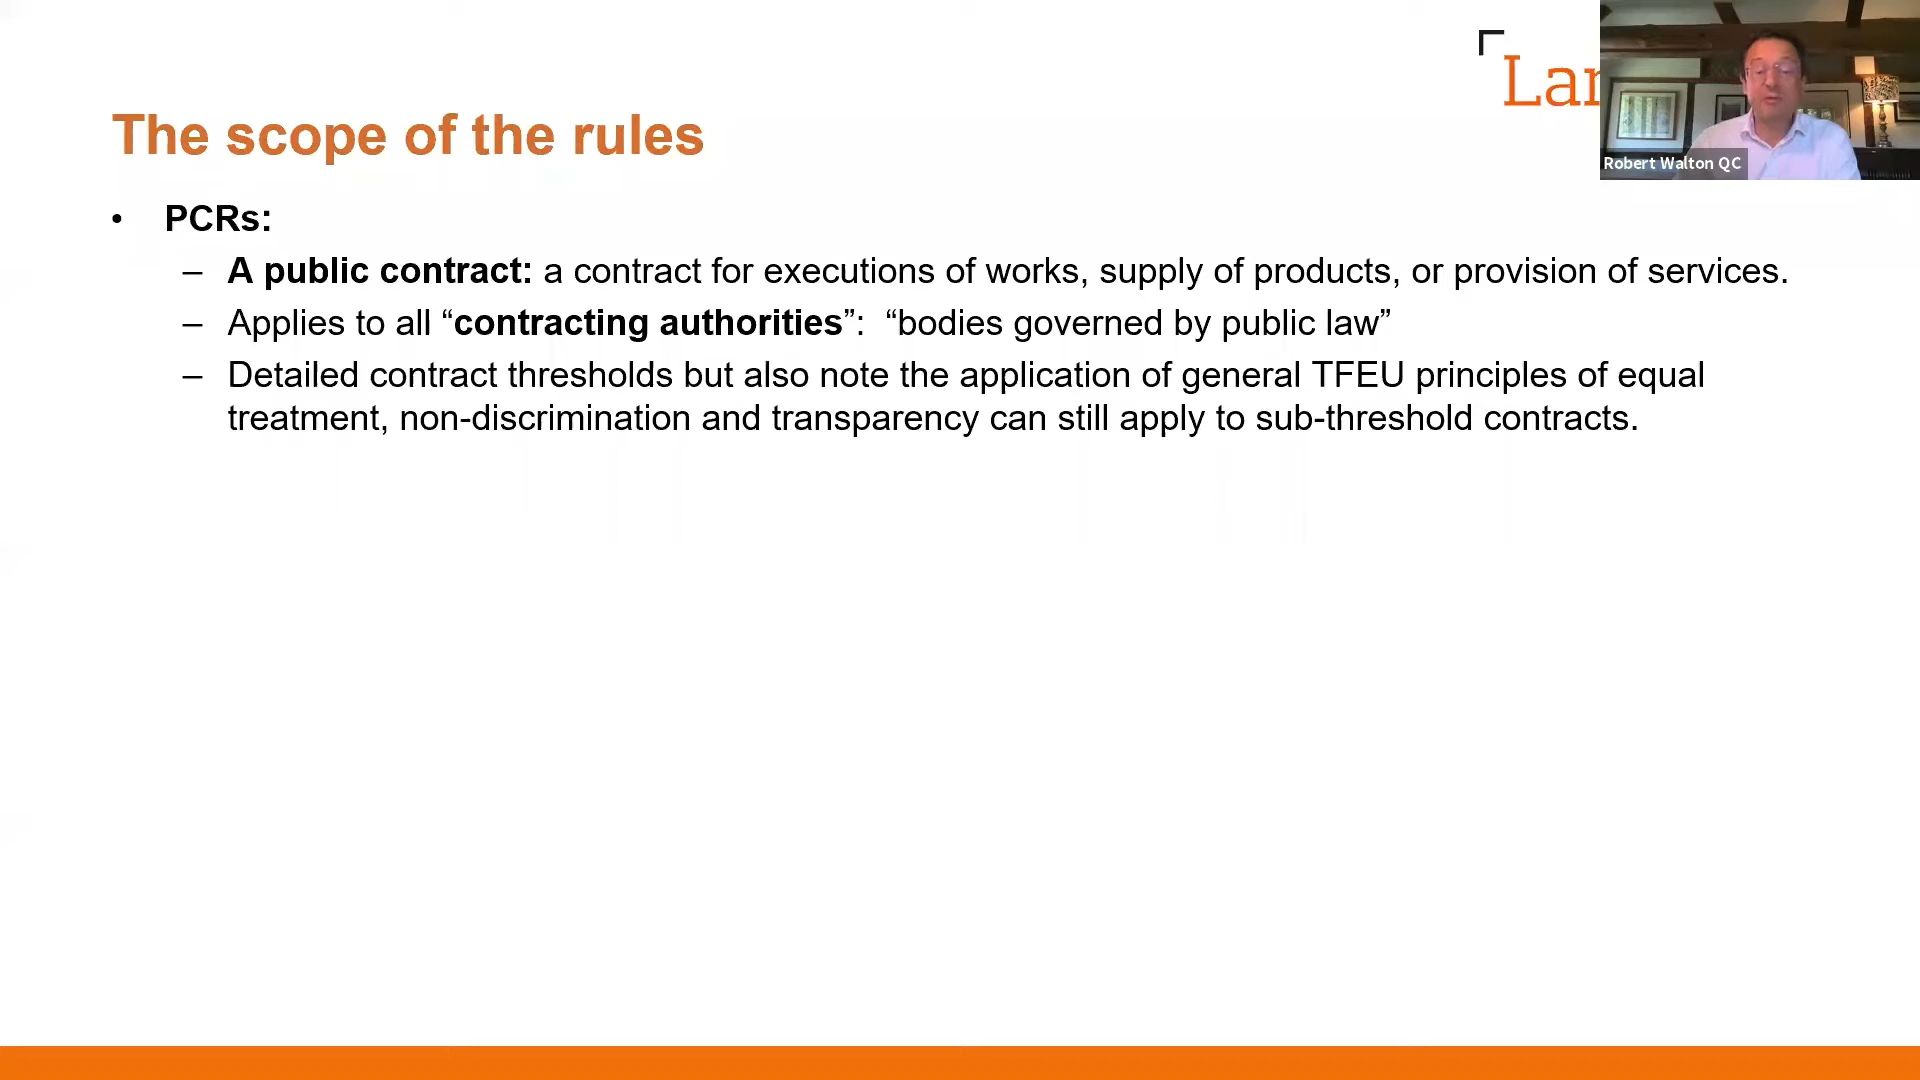 Lar
Robert Walton QC
The scope of the rules
• PCRs:
– A public contract: a contract for executions of works, supply of products, or provision of services.
– Applies to all “contracting authorities”:  “bodies governed by public law”
– Detailed contract thresholds but also note the application of general TFEU principles of equal
treatment, non-discrimination and transparency can still apply to sub-threshold contracts.